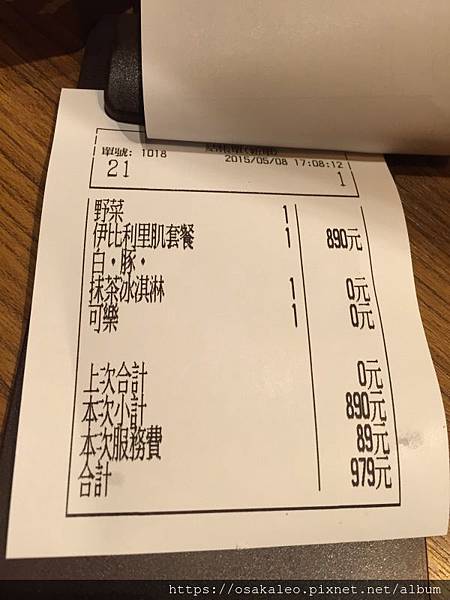 單號: 1018
2015/05/08 17:08:12
21 1
野菜 1
伊比利里肌套餐 1 890元
白·豚·
抹茶冰淇淋 1 0元
可樂 1 0元
上次合計 0元
本次小計 890元
本次服務費 89元
合計 979元
https://osakaleo.pixnet.net/album